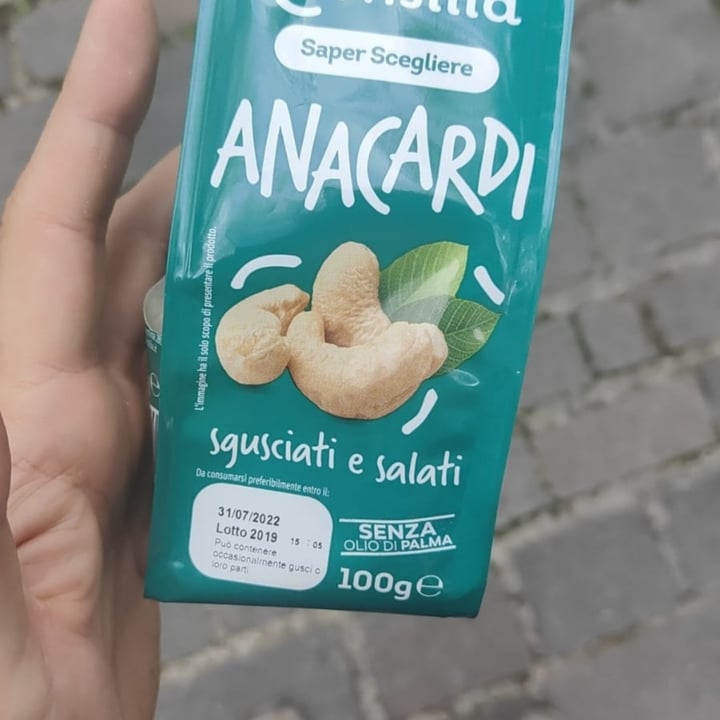 Saper Scegliere
ANACARDI
L'immagine ha il solo scopo di presentare il prodotto.
sgusciati e salati
Da consumarsi preferibilmente entro il:
31/07/2022
Lotto 2019 15:05
Può contenere
occasionalmente gusci o
loro parti
SENZA
OLIO DI PALMA
100g℮